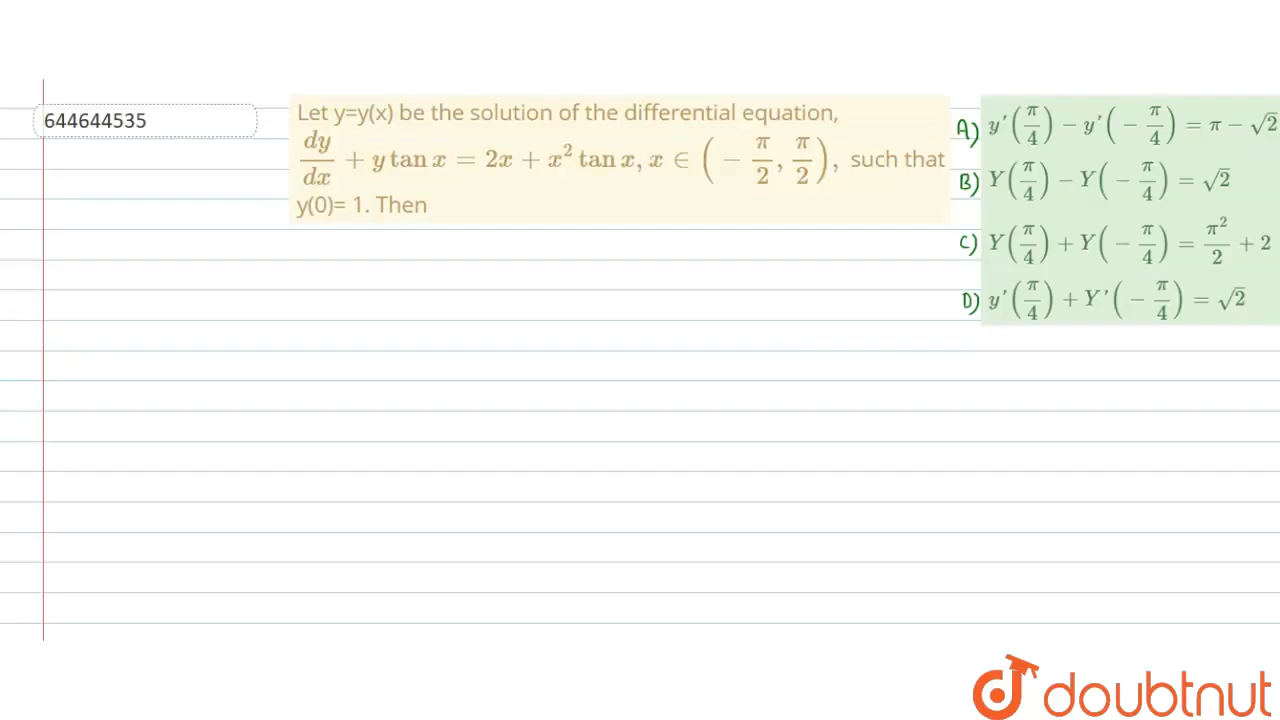 644644535
Let y=y(x) be the solution of the differential equation,
dy/dx + y tan x = 2x + x² tan x, x ∈ (−π/2, π/2), such that
y(0)= 1. Then
A) y′(π/4) − y′(−π/4) = π − √2
B) Y(π/4) − Y(−π/4) = √2
C) Y(π/4) + Y(−π/4) = π²/2 + 2
D) y′(π/4) + Y′(−π/4) = √2
doubtnut